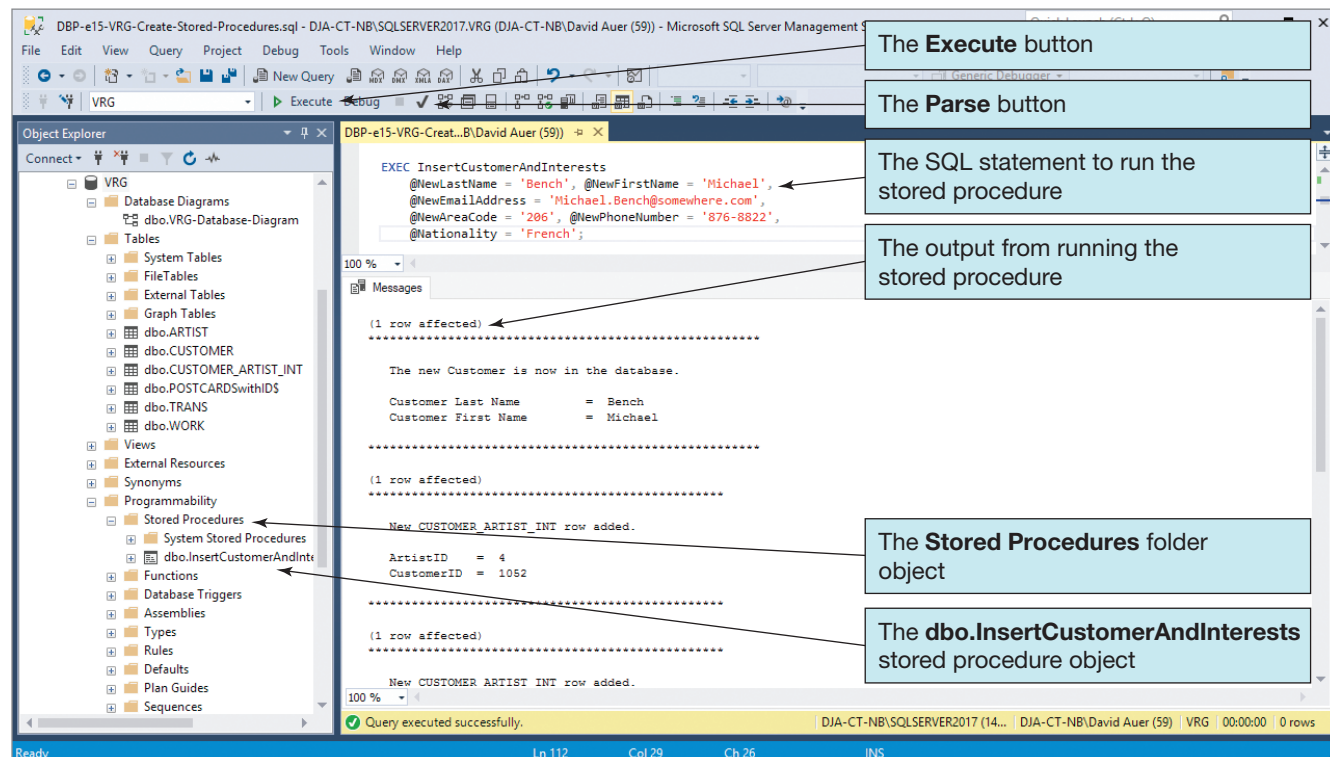 DBP-e15-VRG-Create-Stored-Procedures.sql - DJA-CT-NB\SQLSERVER2017.VRG (DJA-CT-NB\David Auer (59)) - Microsoft SQL Server Management S
File Edit View Query Project Debug Tools Window Help
New Query
Generic Debugger
VRG
Execute Debug
The Execute button
The Parse button
The SQL statement to run the
stored procedure
The output from running the
stored procedure
The Stored Procedures folder
object
The dbo.InsertCustomerAndInterests
stored procedure object
Object Explorer
Connect
VRG
Database Diagrams
dbo.VRG-Database-Diagram
Tables
System Tables
FileTables
External Tables
Graph Tables
dbo.ARTIST
dbo.CUSTOMER
dbo.CUSTOMER_ARTIST_INT
dbo.POSTCARDSwithID$
dbo.TRANS
dbo.WORK
Views
External Resources
Synonyms
Programmability
Stored Procedures
System Stored Procedures
dbo.InsertCustomerAndInte
Functions
Database Triggers
Assemblies
Types
Rules
Defaults
Plan Guides
Sequences
DBP-e15-VRG-Creat...B\David Auer (59))
EXEC InsertCustomerAndInterests
@NewLastName = 'Bench', @NewFirstName = 'Michael',
@NewEmailAddress = 'Michael.Bench@somewhere.com',
@NewAreaCode = '206', @NewPhoneNumber = '876-8822',
@Nationality = 'French';
100 %
Messages
(1 row affected)
******************************************************
The new Customer is now in the database.
Customer Last Name = Bench
Customer First Name = Michael
******************************************************
(1 row affected)
*************************************************
New CUSTOMER_ARTIST_INT row added.
ArtistID = 4
CustomerID = 1052
*************************************************
(1 row affected)
*************************************************
New CUSTOMER ARTIST INT row added.
100 %
Query executed successfully.
DJA-CT-NB\SQLSERVER2017 (14... DJA-CT-NB\David Auer (59) VRG 00:00:00 0 rows
Ready Ln 112 Col 29 Ch 26 INS